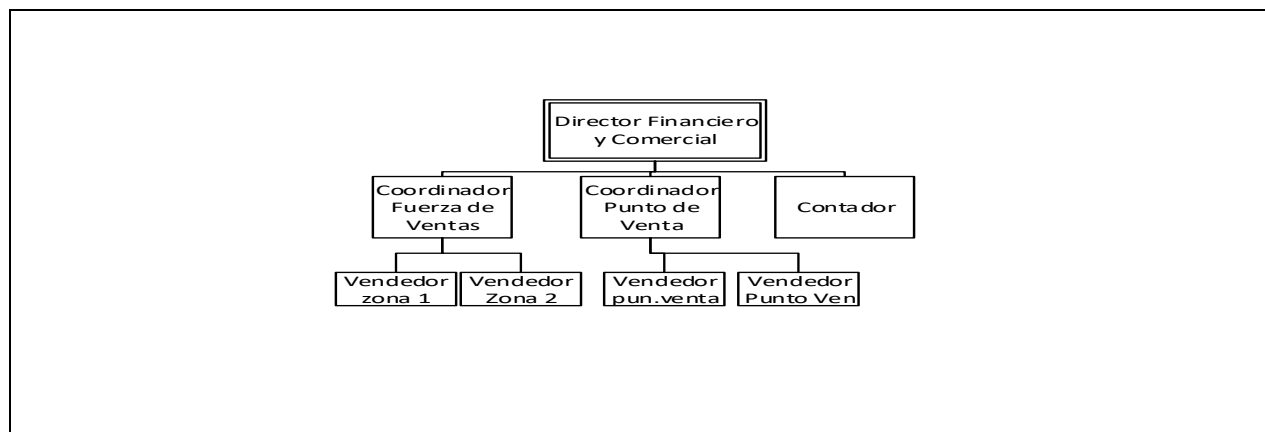 Director Financiero
y Comercial
Coordinador
Fuerza de
Ventas
Coordinador
Punto de
Venta
Contador
Vendedor
zona 1
Vendedor
Zona 2
Vendedor
pun.venta
Vendedor
Punto Ven